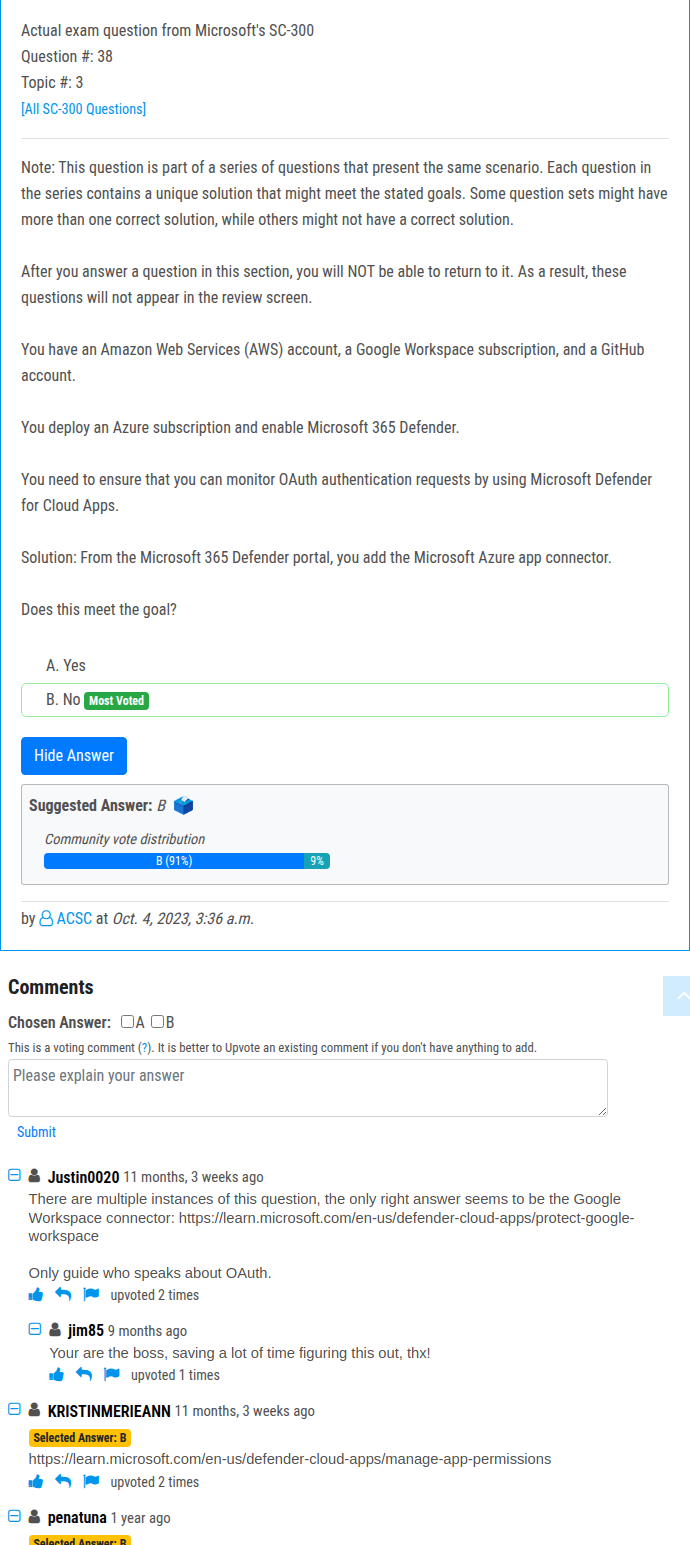 Actual exam question from Microsoft's SC-300
Question #: 38
Topic #: 3
[All SC-300 Questions]
Note: This question is part of a series of questions that present the same scenario. Each question in
the series contains a unique solution that might meet the stated goals. Some question sets might have
more than one correct solution, while others might not have a correct solution.
After you answer a question in this section, you will NOT be able to return to it. As a result, these
questions will not appear in the review screen.
You have an Amazon Web Services (AWS) account, a Google Workspace subscription, and a GitHub
account.
You deploy an Azure subscription and enable Microsoft 365 Defender.
You need to ensure that you can monitor OAuth authentication requests by using Microsoft Defender
for Cloud Apps.
Solution: From the Microsoft 365 Defender portal, you add the Microsoft Azure app connector.
Does this meet the goal?
A. Yes
B. No Most Voted
Hide Answer
Suggested Answer: B
Community vote distribution
B (91%) 9%
by ACSC at Oct. 4, 2023, 3:36 a.m.
Comments
Chosen Answer: A B
This is a voting comment (?). It is better to Upvote an existing comment if you don't have anything to add.
Please explain your answer
Submit
Justin0020 11 months, 3 weeks ago
There are multiple instances of this question, the only right answer seems to be the Google
Workspace connector: https://learn.microsoft.com/en-us/defender-cloud-apps/protect-google-
workspace
Only guide who speaks about OAuth.
upvoted 2 times
jim85 9 months ago
Your are the boss, saving a lot of time figuring this out, thx!
upvoted 1 times
KRISTINMERIEANN 11 months, 3 weeks ago
Selected Answer: B
https://learn.microsoft.com/en-us/defender-cloud-apps/manage-app-permissions
upvoted 2 times
penatuna 1 year ago
Selected Answer: B